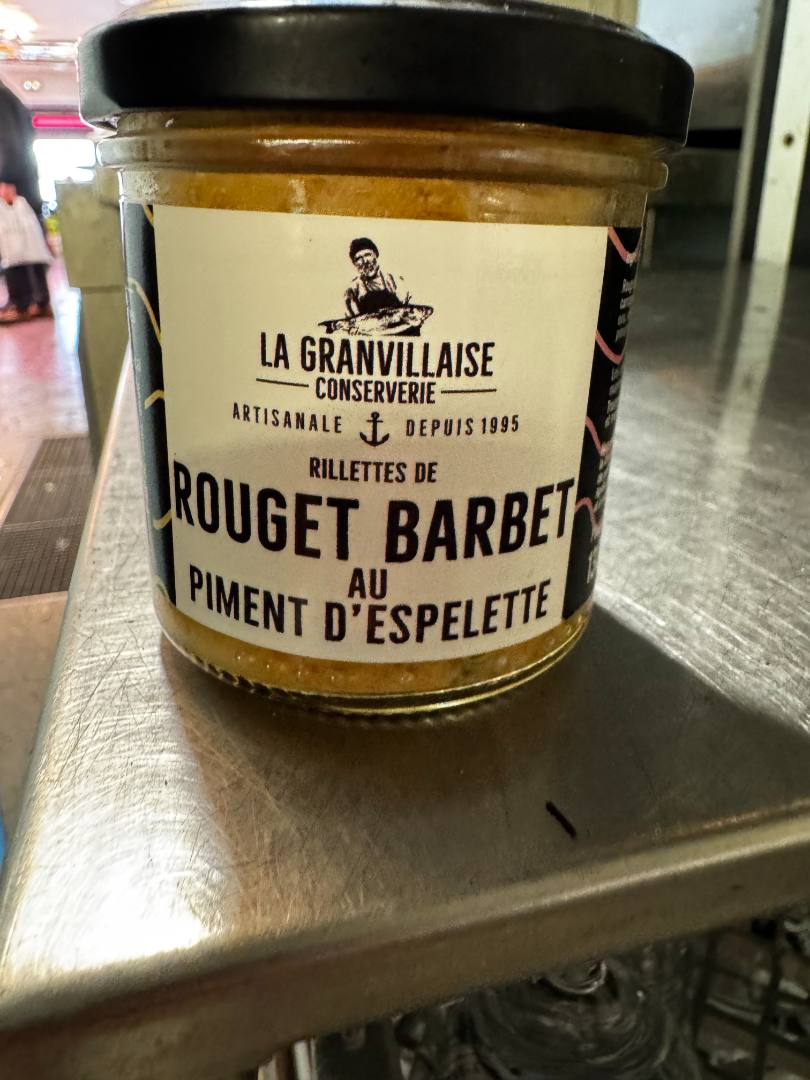 LA GRANVILLAISE
CONSERVERIE
ARTISANALE DEPUIS 1995
RILLETTES DE
ROUGET BARBET
AU
PIMENT D'ESPELETTE